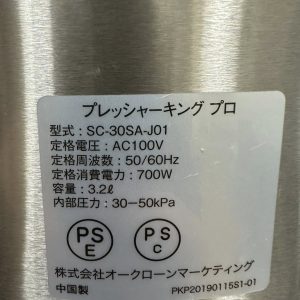 プレッシャーキング プロ
型式：SC-30SA-J01
定格電圧：AC100V
定格周波数：50/60Hz
定格消費電力：700W
容量：3.2ℓ
内部圧力：30−50kPa
PS
E
PS
C
株式会社オークローンマーケティング
中国製 PKP20190115S1-01